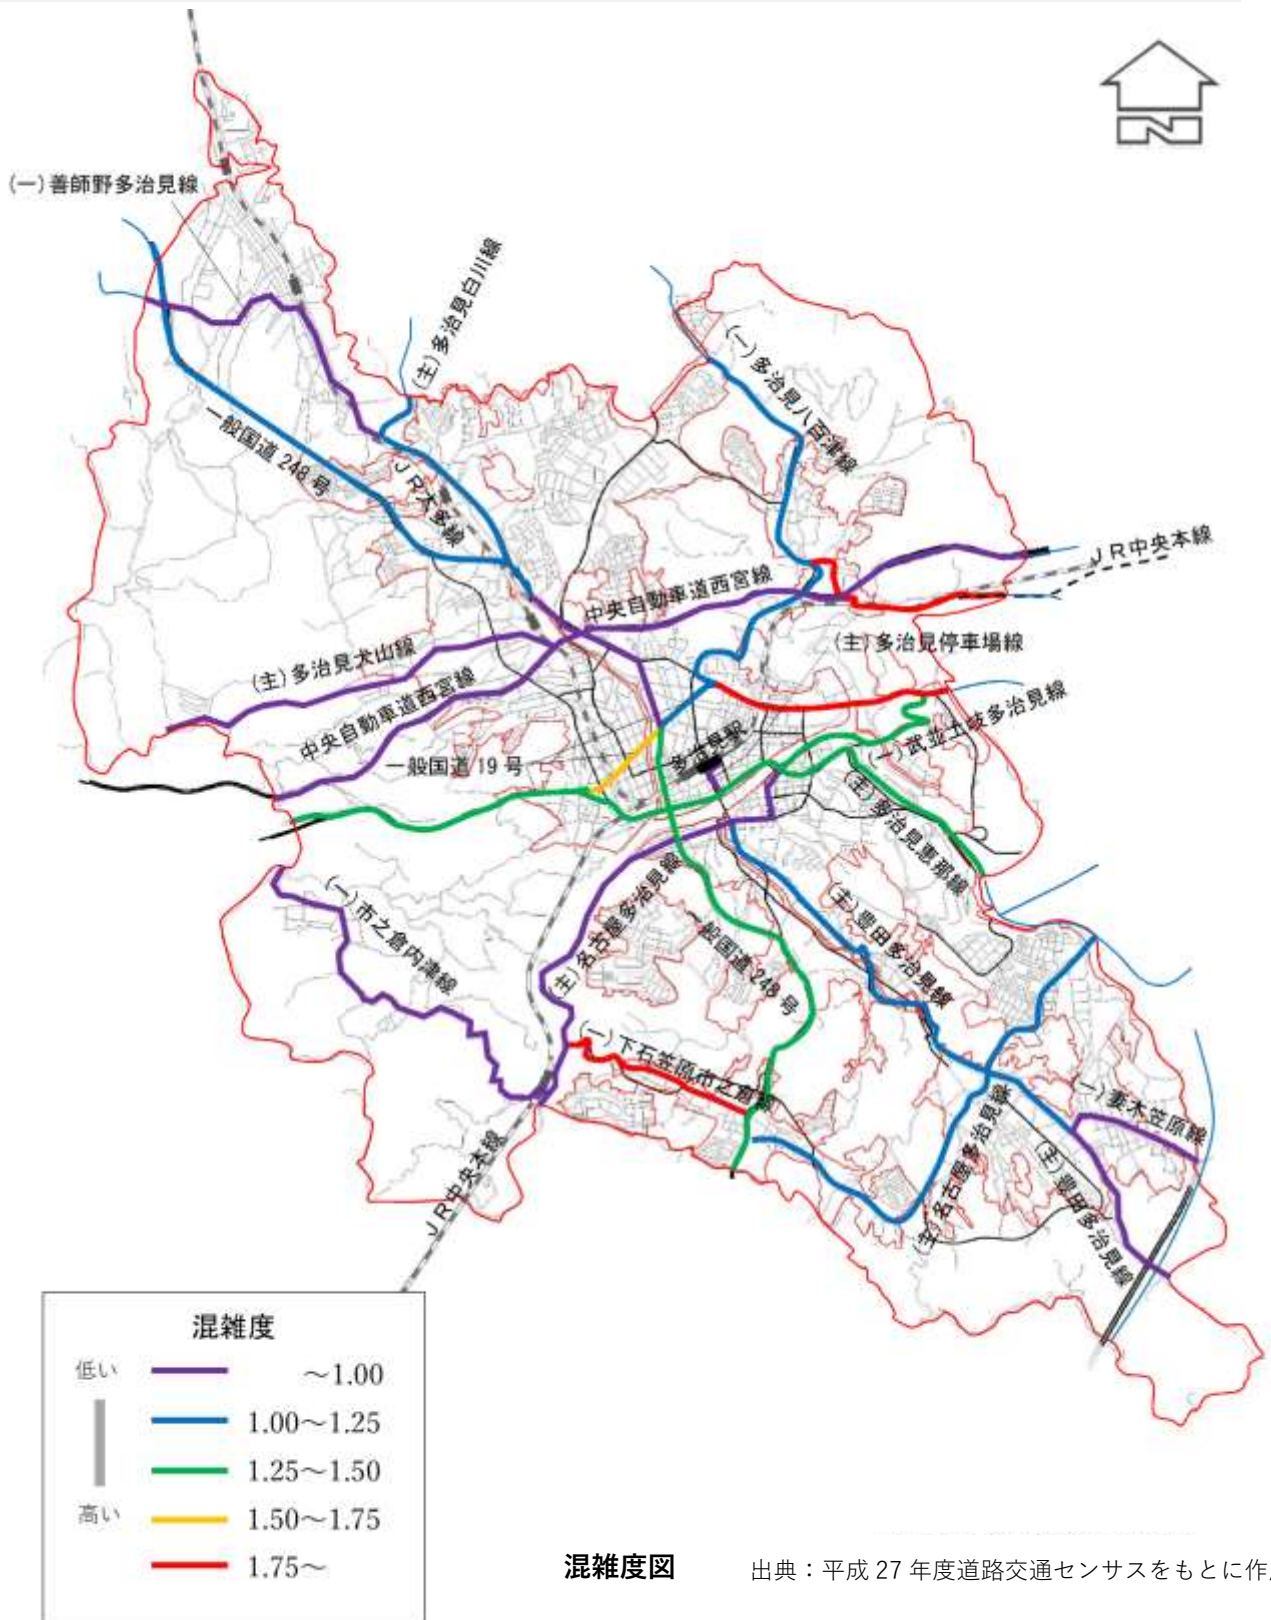 (一)善師野多治見線
(主)多治見白川線
(一)多治見八百津線
一般国道 248 号
JR太多線
JR中央本線
中央自動車道西宮線
(主)多治見停車場線
(主)多治見犬山線
中央自動車道西宮線
(一)武並土岐多治見線
一般国道 19 号
多治見駅
(主)多治見恵那線
(一)市之倉内津線
(主)名古屋多治見線
一般国道 248 号
(主)豊田多治見線
(一)下石笠原市之倉線
(一)妻木笠原線
(主)名古屋多治見線
(主)豊田多治見線
JR中央本線
混雑度
低い
~1.00
1.00~1.25
1.25~1.50
高い
1.50~1.75
1.75~
混雑度図
出典:平成 27 年度道路交通センサスをもとに作